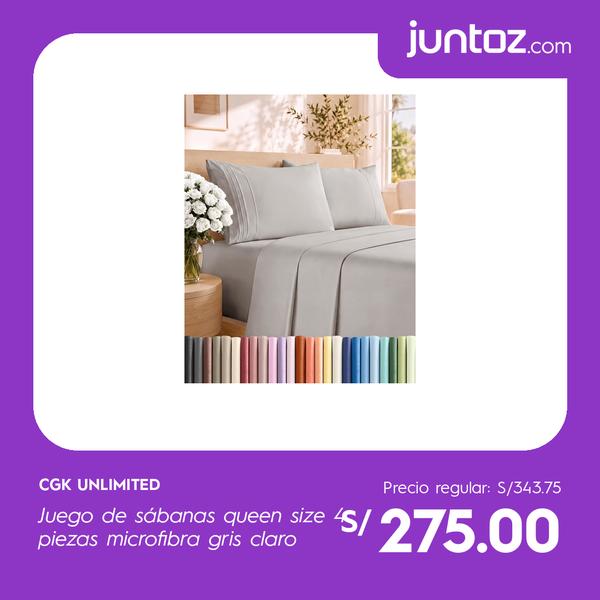 juntoz.com
CGK UNLIMITED
Juego de sábanas queen size 4
piezas microfibra gris claro
Precio regular: S/343.75
S/ 275.00